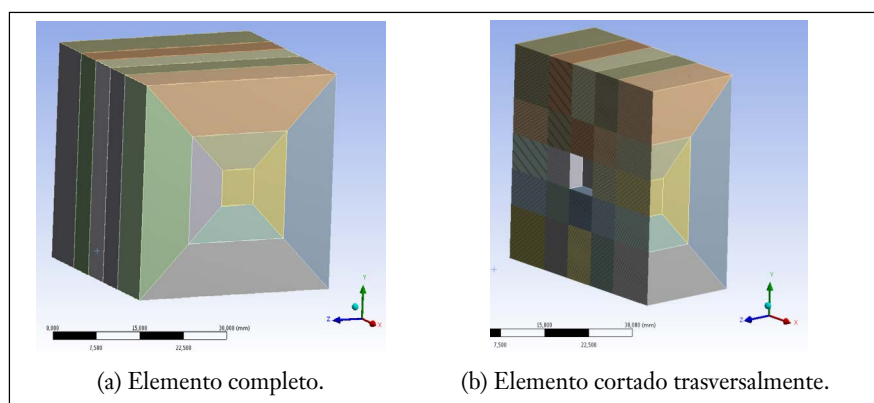 Y
Z
X
0,000
15,000
30,000 (mm)
7,500
22,500
Y
Z
X
15,000
30,000 (mm)
7,500
22,500
(a) Elemento completo.
(b) Elemento cortado trasversalmente.